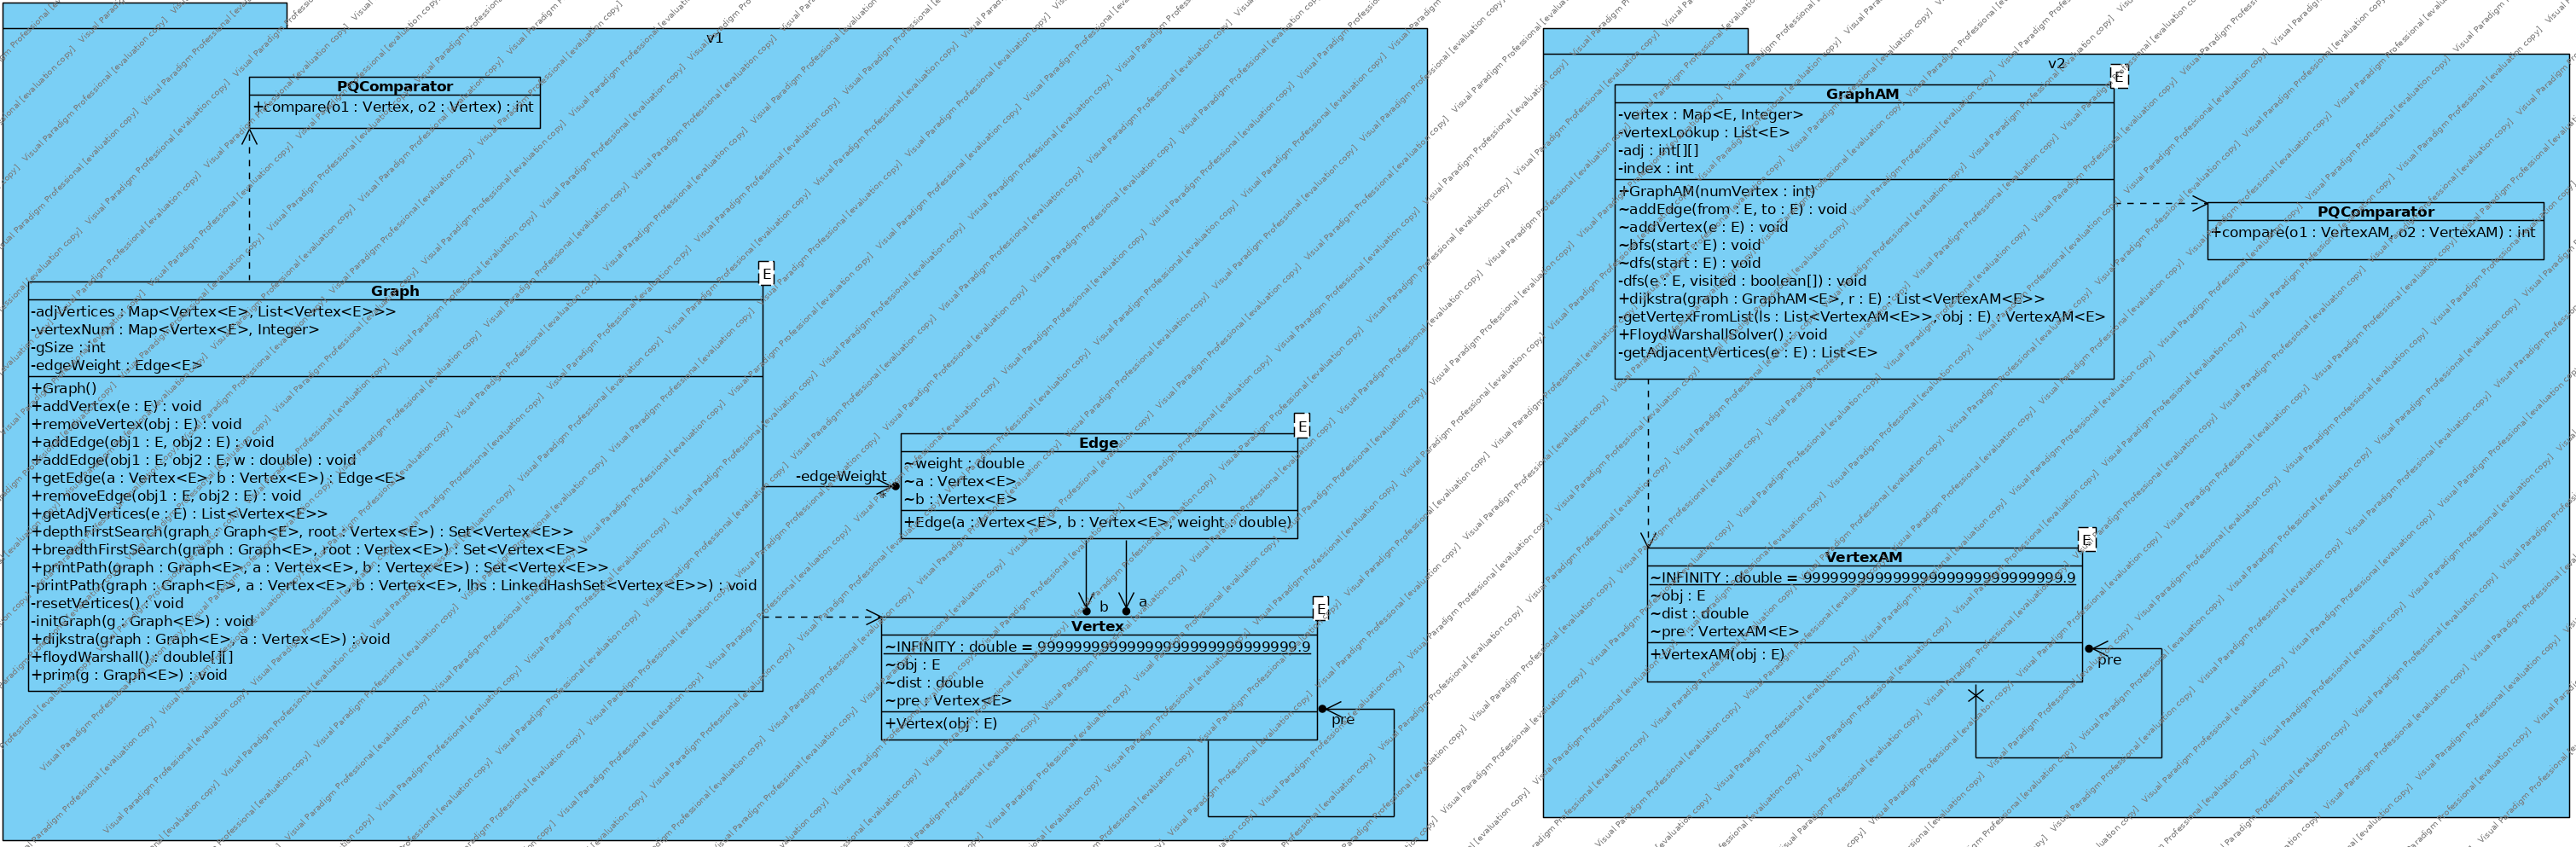 v1
PQComparator
+compare(o1 : Vertex, o2 : Vertex) : int
E
Graph
-adjVertices : Map<Vertex<E>, List<Vertex<E>>>
-vertexNum : Map<Vertex<E>, Integer>
-gSize : int
-edgeWeight : Edge<E>
+Graph()
+addVertex(e : E) : void
+removeVertex(obj : E) : void
+addEdge(obj1 : E, obj2 : E) : void
+addEdge(obj1 : E, obj2 : E, w : double) : void
+getEdge(a : Vertex<E>, b : Vertex<E>) : Edge<E>
+removeEdge(obj1 : E, obj2 : E) : void
+getAdjVertices(e : E) : List<Vertex<E>>
+depthFirstSearch(graph : Graph<E>, root : Vertex<E>) : Set<Vertex<E>>
+breadthFirstSearch(graph : Graph<E>, root : Vertex<E>) : Set<Vertex<E>>
+printPath(graph : Graph<E>, a : Vertex<E>, b : Vertex<E>) : Set<Vertex<E>>
-printPath(graph : Graph<E>, a : Vertex<E>, b : Vertex<E>, lhs : LinkedHashSet<Vertex<E>>) : void
-resetVertices() : void
-initGraph(g : Graph<E>) : void
+dijkstra(graph : Graph<E>, a : Vertex<E>) : void
+floydWarshall() : double[][]
+prim(g : Graph<E>) : void
-edgeWeight
E
Edge
~weight : double
~a : Vertex<E>
~b : Vertex<E>
+Edge(a : Vertex<E>, b : Vertex<E>, weight : double)
b
a
E
Vertex
~obj : E
~dist : double
~pre : Vertex<E>
+Vertex(obj : E)
pre
v2
E
GraphAM
-vertex : Map<E, Integer>
-vertexLookup : List<E>
-adj : int[][]
-index : int
+GraphAM(numVertex : int)
~addEdge(from : E, to : E) : void
~addVertex(e : E) : void
~bfs(start : E) : void
~dfs(start : E) : void
-dfs(e : E, visited : boolean[]) : void
+dijkstra(graph : GraphAM<E>, r : E) : List<VertexAM<E>>
-getVertexFromList(ls : List<VertexAM<E>>, obj : E) : VertexAM<E>
+FloydWarshallSolver() : void
-getAdjacentVertices(e : E) : List<E>
PQComparator
+compare(o1 : VertexAM, o2 : VertexAM) : int
E
VertexAM
~obj : E
~dist : double
~pre : VertexAM<E>
+VertexAM(obj : E)
pre
Visual Paradigm Professional [evaluation copy]